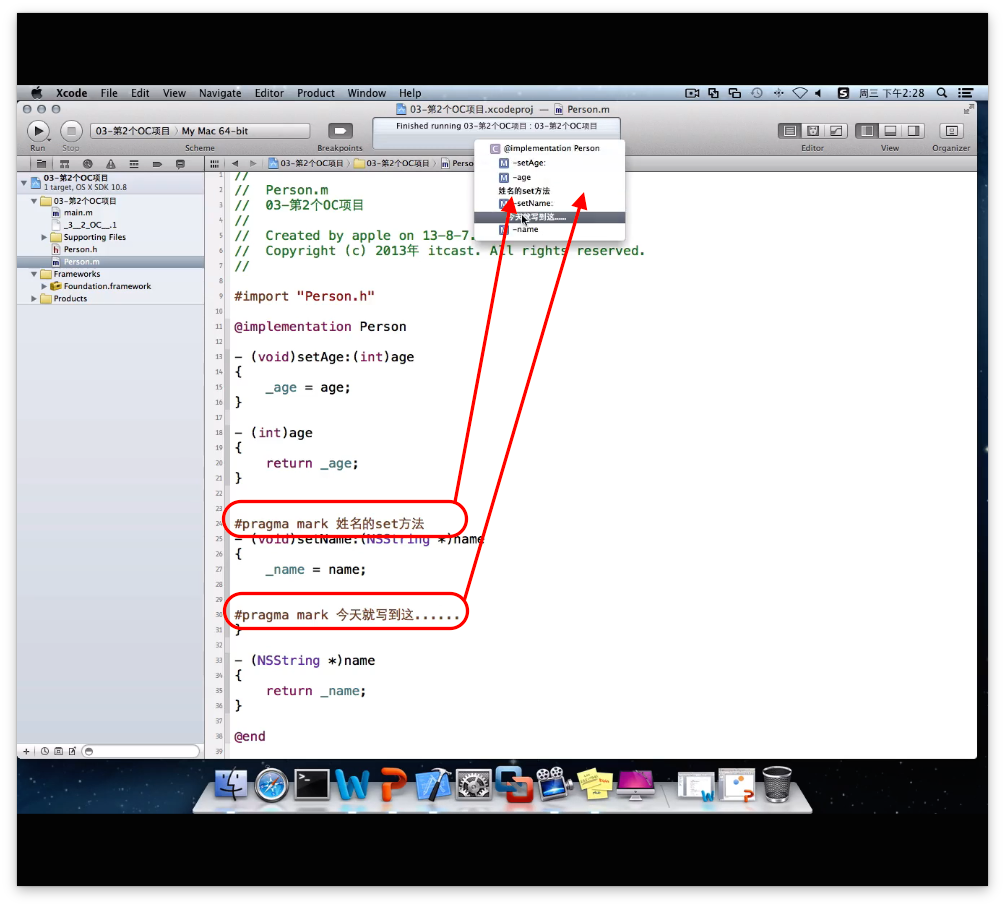 Xcode File Edit View Navigate Editor Product Window Help
周三 下午2:28
03-第2个OC项目.xcodeproj — Person.m
03-第2个OC项目 〉 My Mac 64-bit
Finished running 03-第2个OC项目 : 03-第2个OC项目
Run Stop Scheme Breakpoints Editor View Organizer
03-第2个OC项目 〉 03-第2个OC项目 〉 Perso
@implementation Person
M -setAge:
M -age
姓名的set方法
-setName:
今天就写到这......
M -name
03-第2个OC项目
1 target, OS X SDK 10.8
03-第2个OC项目
main.m
_3__2_OC__.1
Supporting Files
Person.h
Person.m
Frameworks
Foundation.framework
Products
1 //
2 // Person.m
3 // 03-第2个OC项目
4 //
5 // Created by apple on 13-8-7.
6 // Copyright (c) 2013年 itcast. All rights reserved.
7 //
8
9 #import "Person.h"
10
11 @implementation Person
12
13 - (void)setAge:(int)age
14 {
15 _age = age;
16 }
17
18 - (int)age
19 {
20 return _age;
21 }
22
23
24 #pragma mark 姓名的set方法
25 - (void)setName:(NSString *)name
26 {
27 _name = name;
28
29
30 #pragma mark 今天就写到这......
31 }
32
33 - (NSString *)name
34 {
35 return _name;
36 }
37
38 @end
39